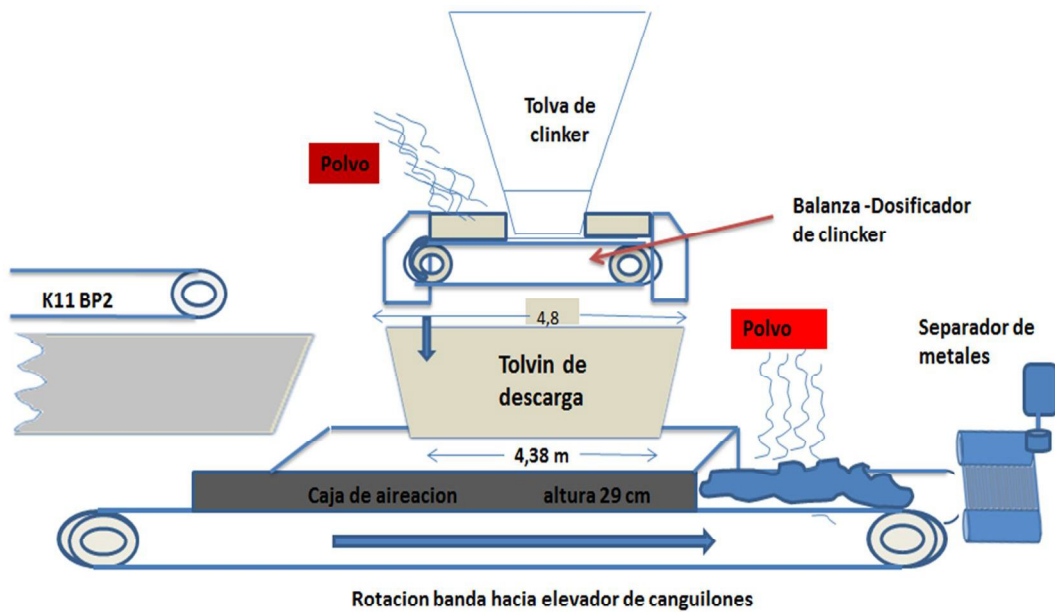 Tolva de
clinker
Polvo
Balanza -Dosificador
de clincker
K11 BP2
4,8
Polvo
Separador de
metales
Tolvin de
descarga
4,38 m
Caja de aireacion altura 29 cm
Rotacion banda hacia elevador de canguilones